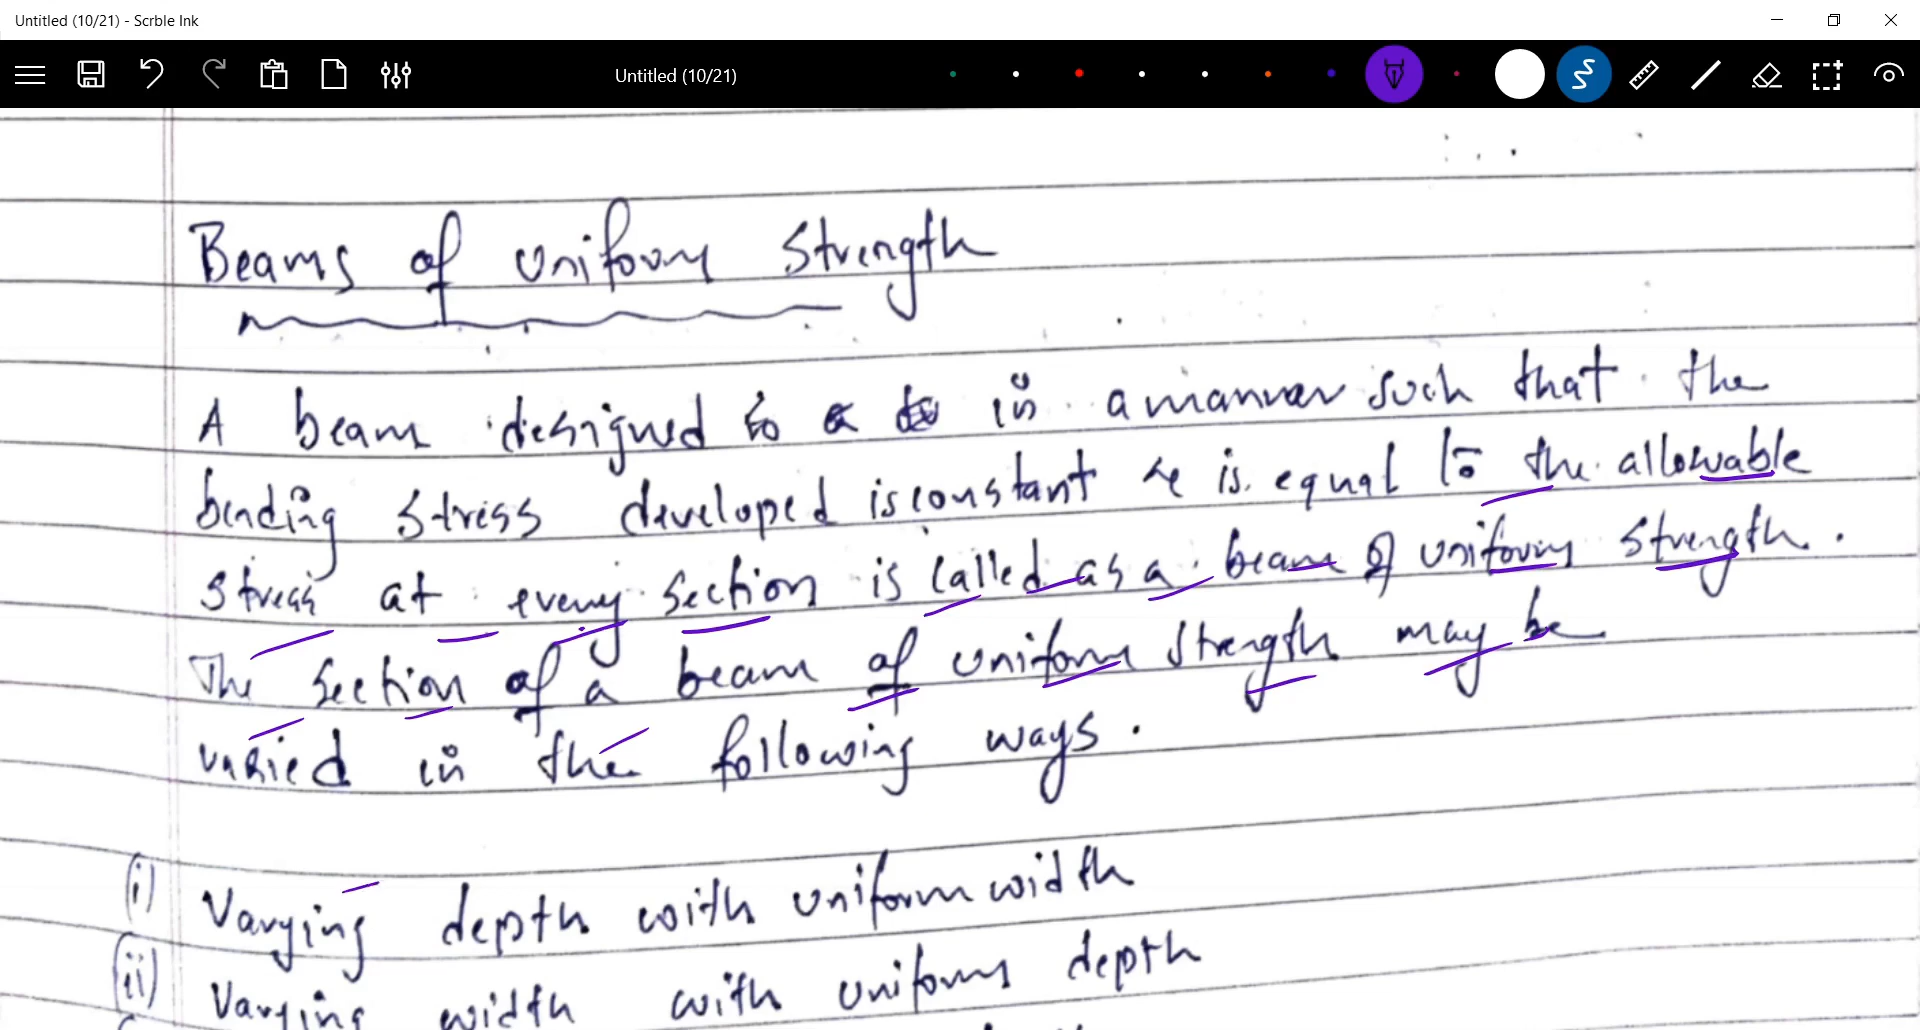 Untitled (10/21) - Scrble Ink
Untitled (10/21)
Beams of uniform strength
A beam designed in a manner such that the
bending stress developed is constant & is equal to the allowable
stress at every section is called as a beam of uniform strength.
The section of a beam of uniform strength may be
varied in the following ways.
(i) Varying depth with uniform width
(ii) Varying width with uniform depth